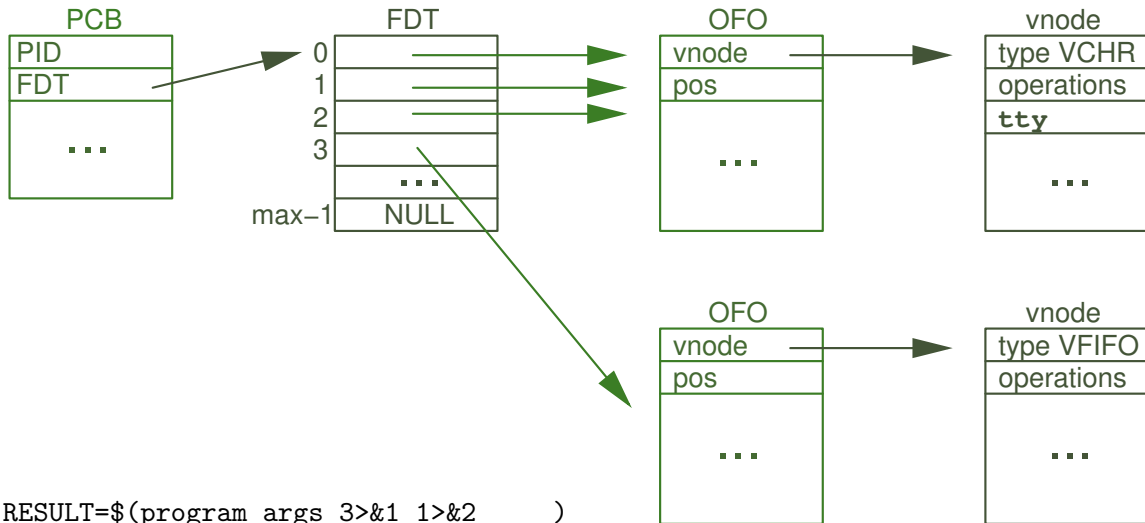 PCB
PID
FDT
...
FDT
0
1
2
3
...
max–1 NULL
OFO
vnode
pos
...
vnode
type VCHR
operations
tty
...
OFO
vnode
pos
...
vnode
type VFIFO
operations
...
RESULT=$(program args 3>&1 1>&2 )